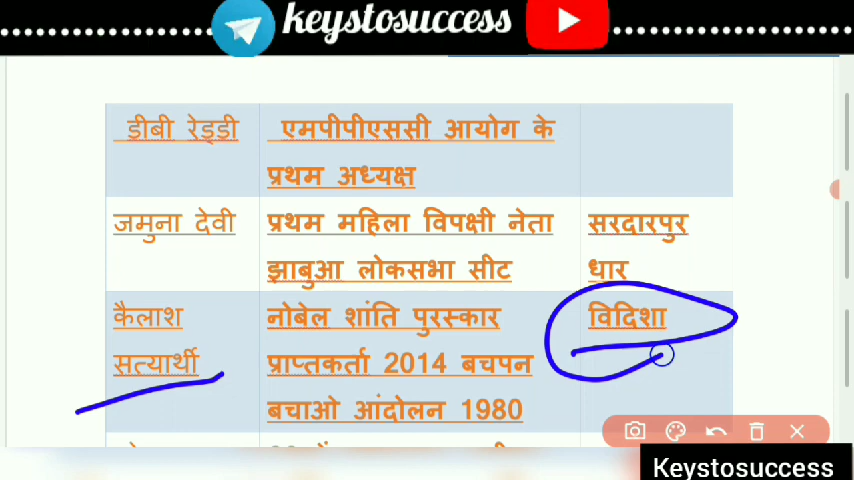 keystosuccess
डीबी रेड्डी एमपीपीएससी आयोग के
प्रथम अध्यक्ष
जमुना देवी प्रथम महिला विपक्षी नेता सरदारपुर
झाबुआ लोकसभा सीट धार
कैलाश नोबेल शांति पुरस्कार विदिशा
सत्यार्थी प्राप्तकर्ता 2014 बचपन
बचाओ आंदोलन 1980
Keystosuccess